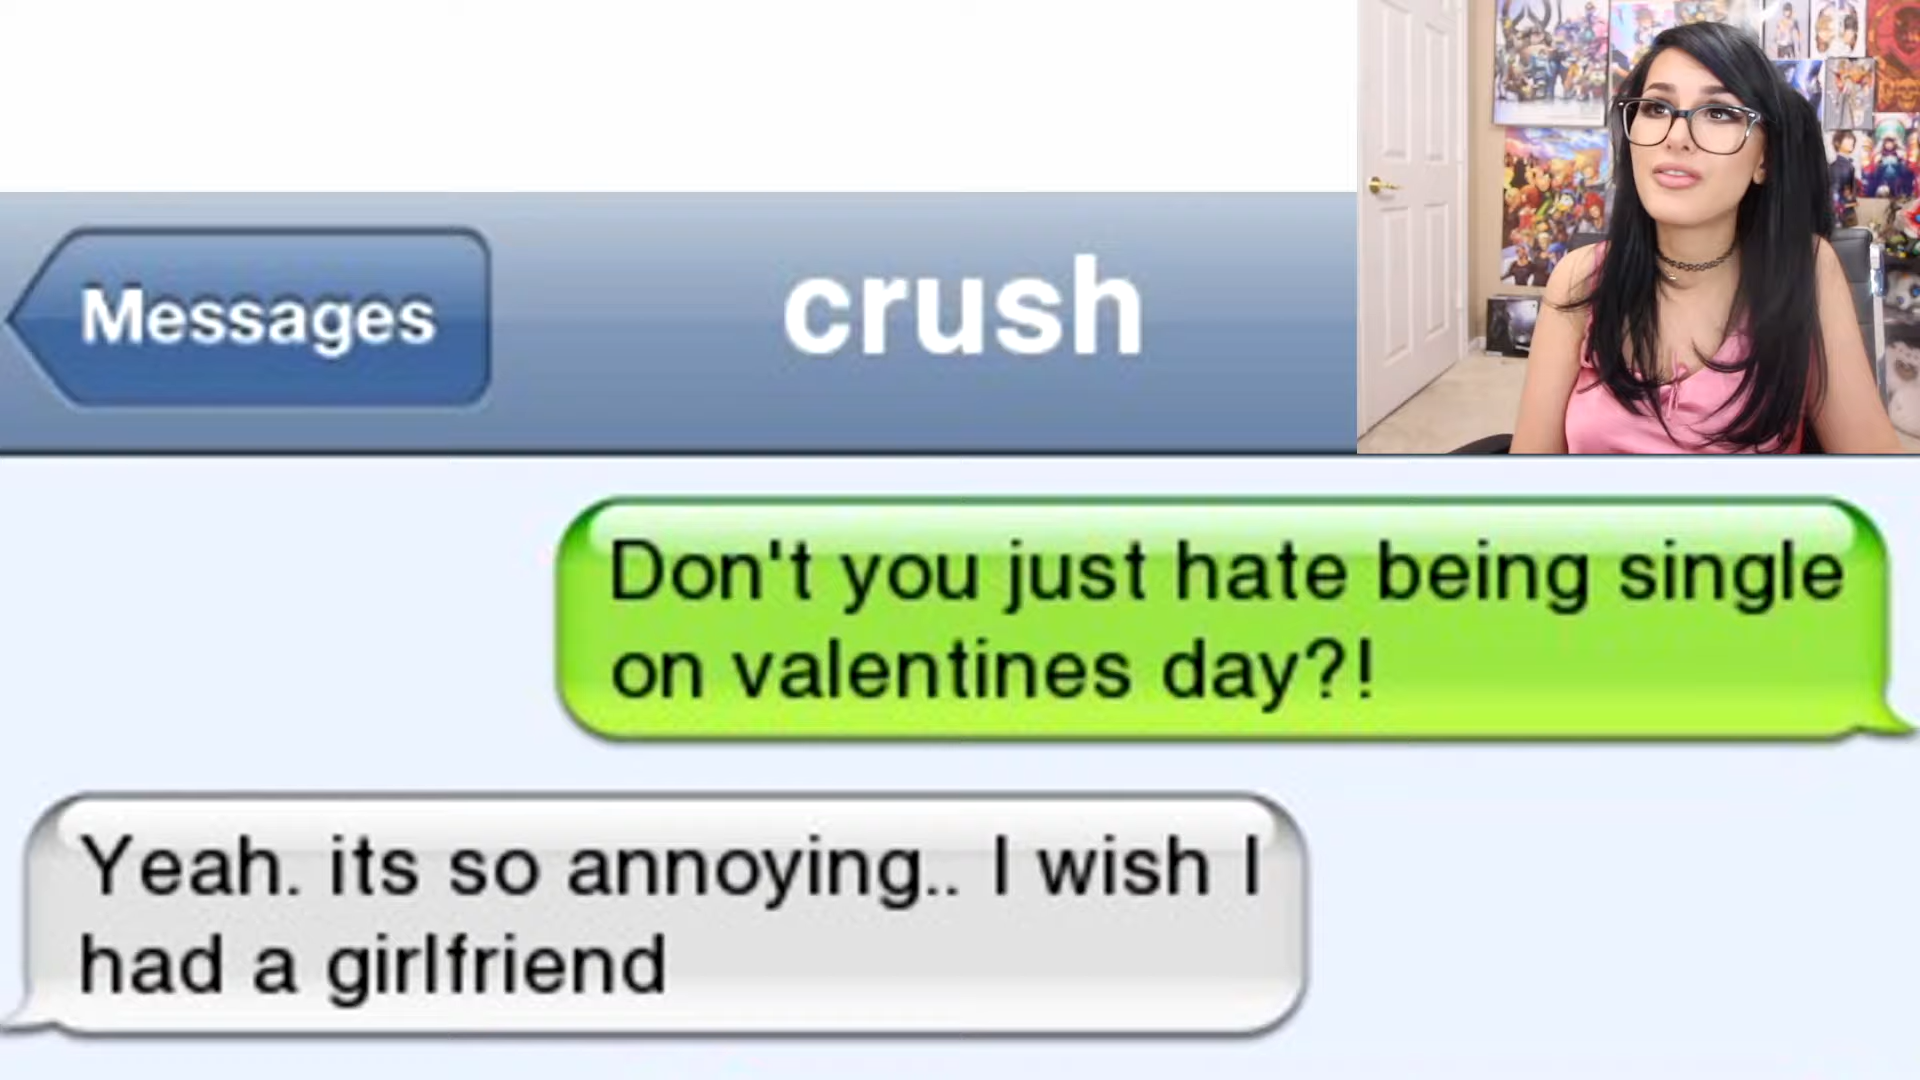 Messages
crush
Don't you just hate being single
on valentines day?!
Yeah. its so annoying.. I wish I
had a girlfriend